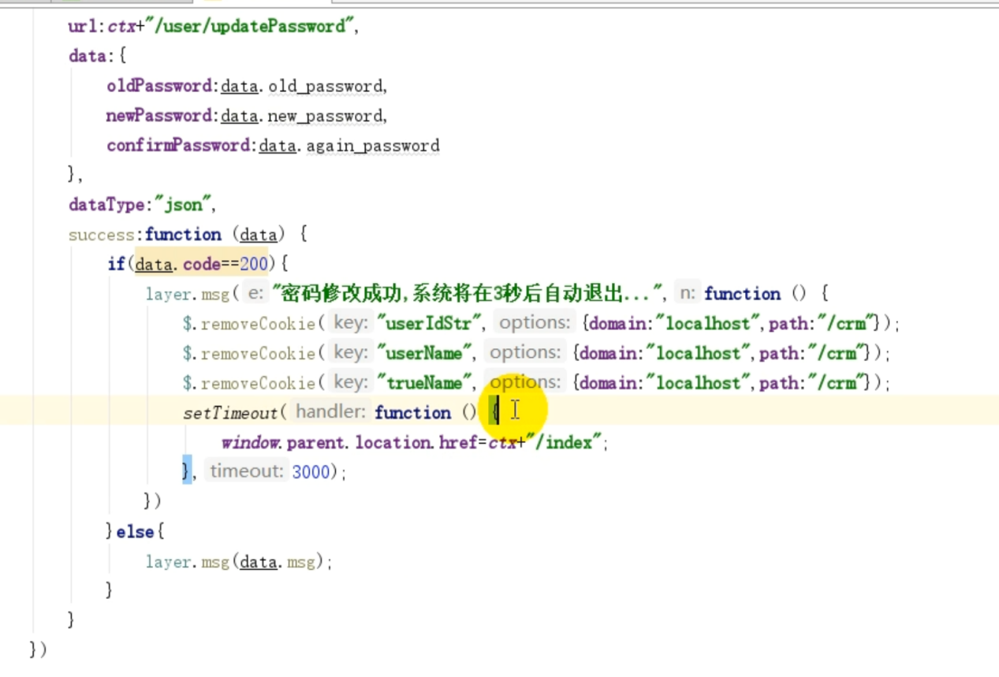 url:ctx+"/user/updatePassword",
data:{
oldPassword:data.old_password,
newPassword:data.new_password,
confirmPassword:data.again_password
},
dataType:"json",
success:function (data) {
if(data.code==200){
layer.msg( e: "密码修改成功,系统将在3秒后自动退出...", n: function () {
$.removeCookie( key: "userIdStr", options: {domain:"localhost",path:"/crm"});
$.removeCookie( key: "userName", options: {domain:"localhost",path:"/crm"});
$.removeCookie( key: "trueName", options: {domain:"localhost",path:"/crm"});
setTimeout( handler: function () {
window.parent.location.href=ctx+"/index";
}, timeout: 3000);
})
}else{
layer.msg(data.msg);
}
}
})